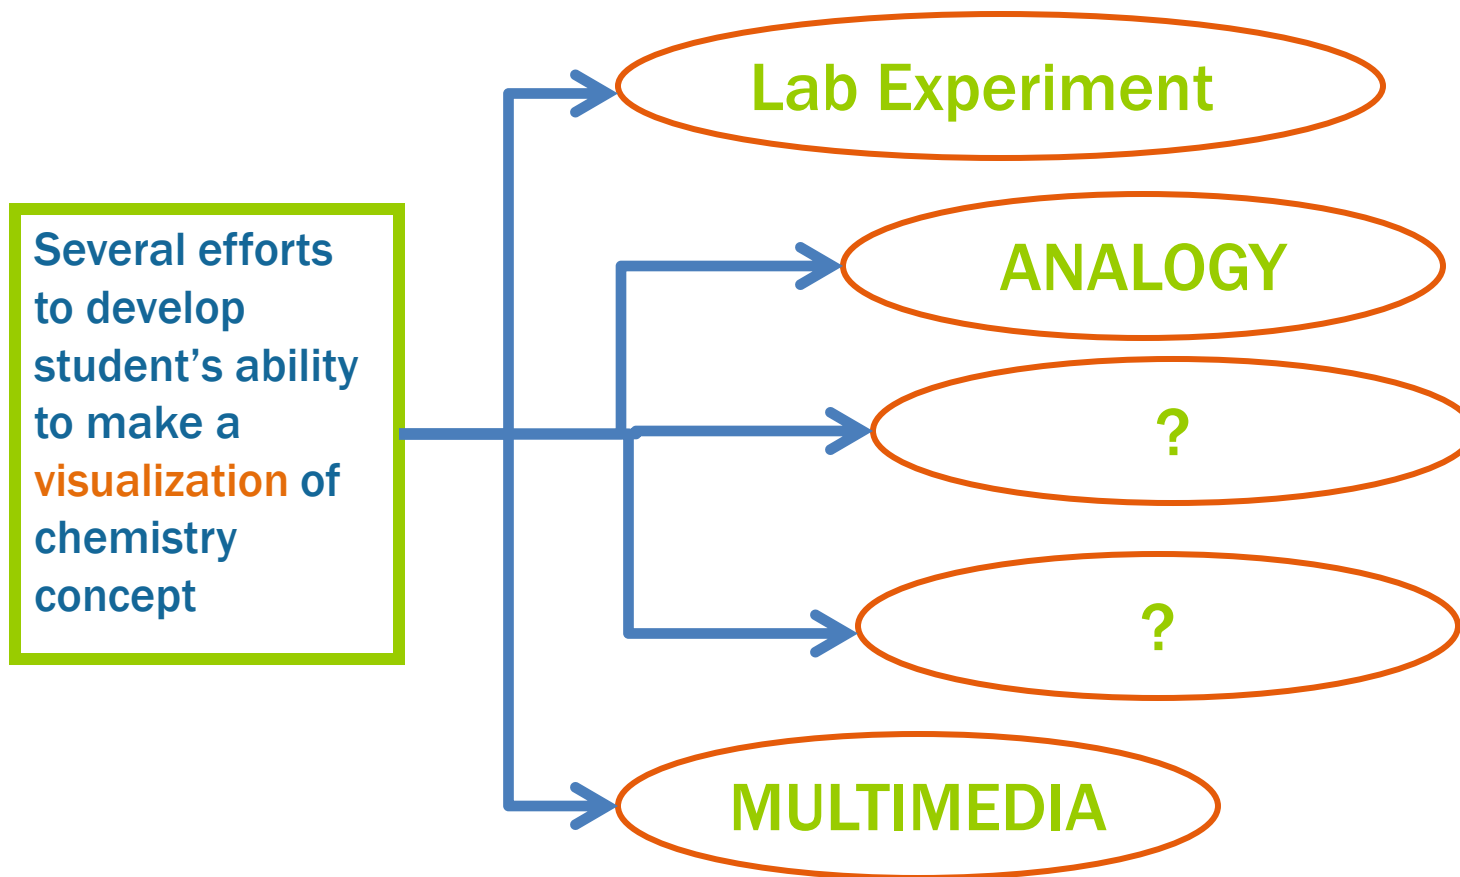 Several efforts
to develop
student’s ability
to make a
visualization of
chemistry
concept
Lab Experiment
ANALOGY
?
?
MULTIMEDIA